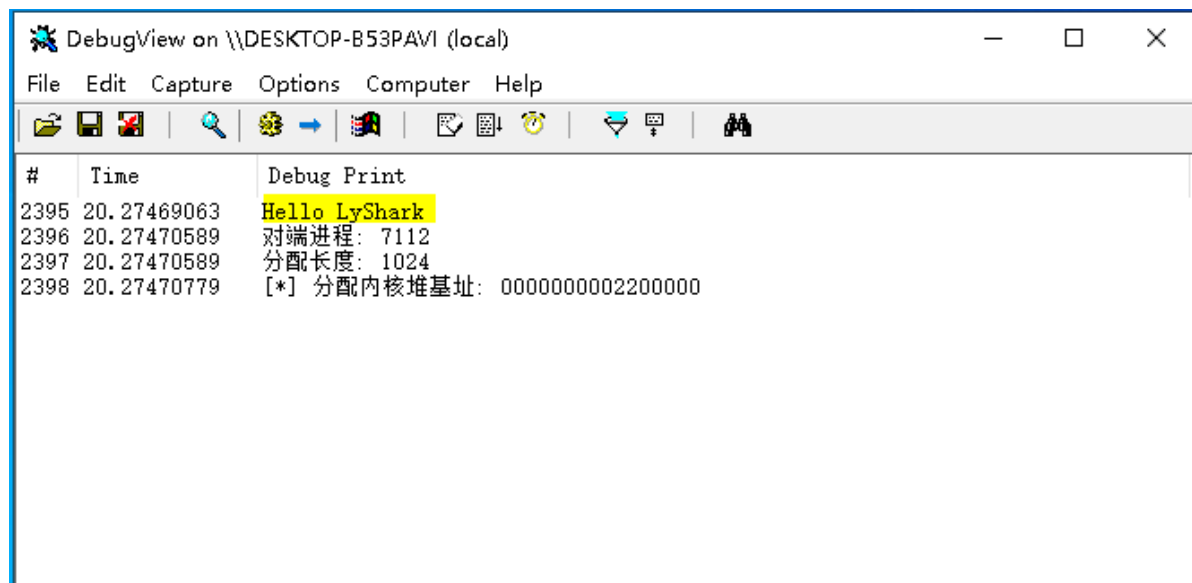 DebugView on \\DESKTOP-B53PAVI (local)
File Edit Capture Options Computer Help
# Time Debug Print
2395 20.27469063 Hello LyShark
2396 20.27470589 对端进程: 7112
2397 20.27470589 分配长度: 1024
2398 20.27470779 [*] 分配内核堆基址: 0000000002200000